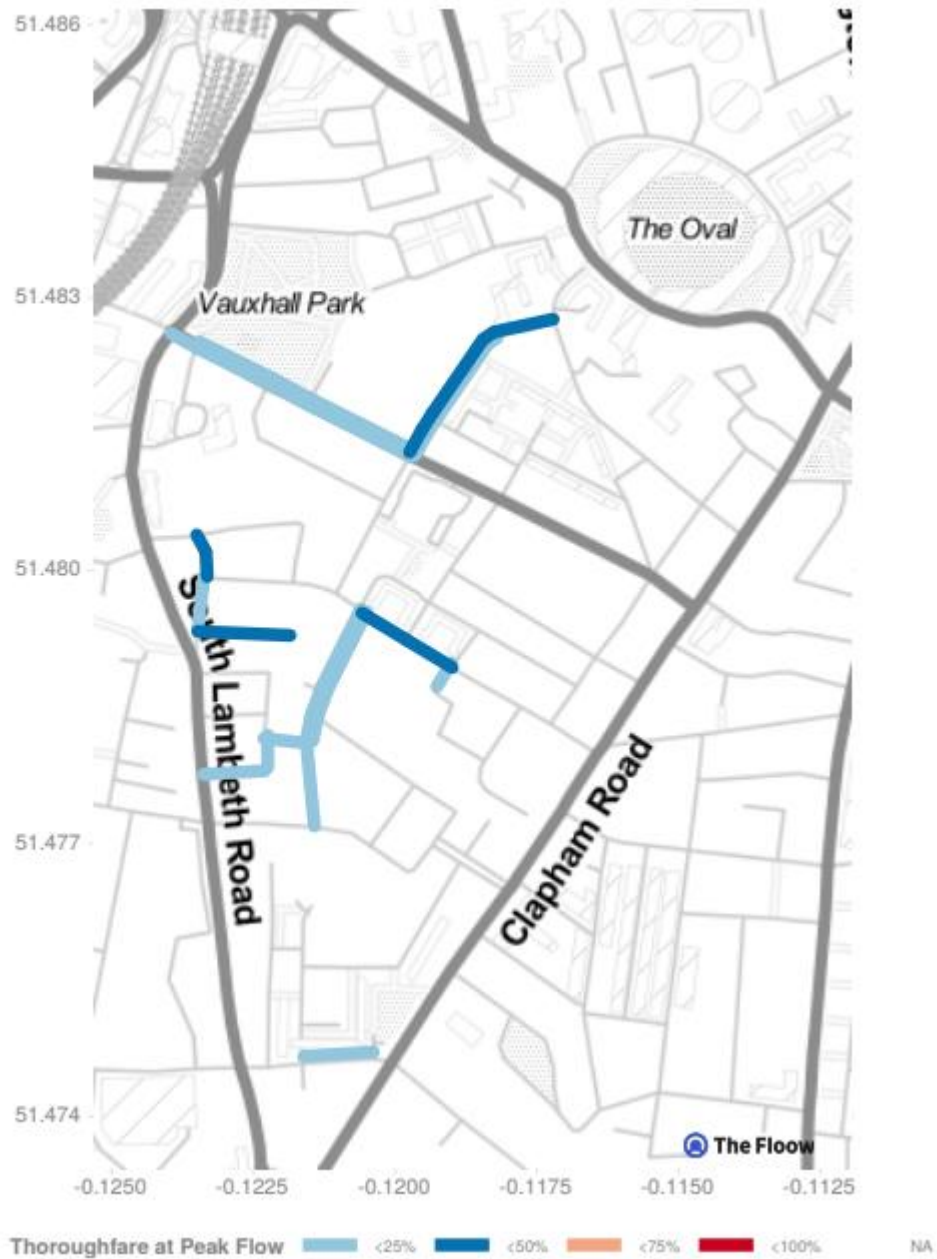 51.486
The Oval
51.483
Vauxhall Park
51.480
South Lambeth Road
Clapham Road
51.477
51.474
The Floow
-0.1250 -0.1225 -0.1200 -0.1175 -0.1150 -0.1125
Thoroughfare at Peak Flow <25% <50% <75% <100% NA